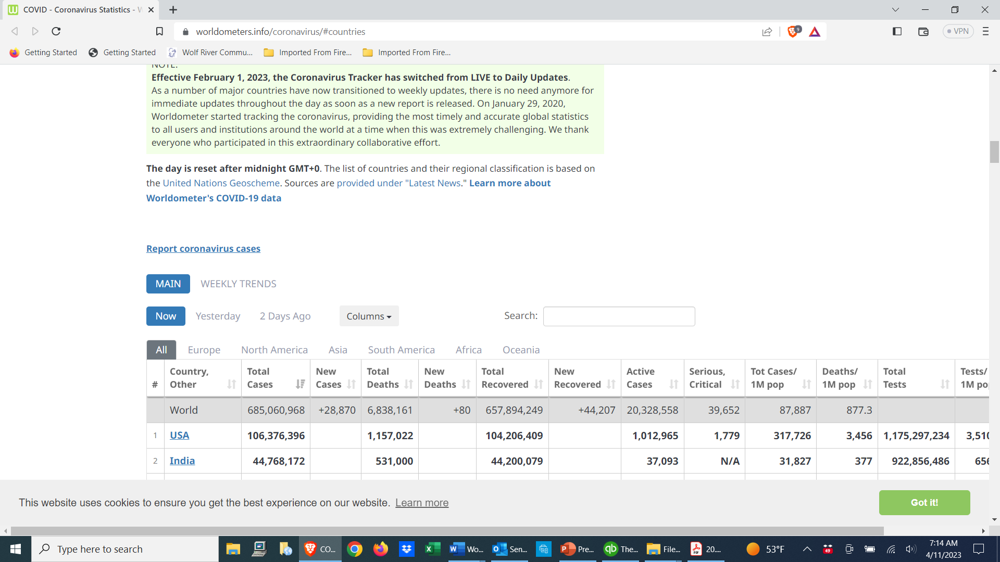 COVID - Coronavirus Statistics - W
worldometers.info/coronavirus/#countries
9
VPN
Getting Started
Getting Started
Wolf River Commu...
Imported From Fire...
Imported From Fire...
NOTE:
Effective February 1, 2023, the Coronavirus Tracker has switched from LIVE to Daily Updates.
As a number of major countries have now transitioned to weekly updates, there is no need anymore for
immediate updates throughout the day as soon as a new report is released. On January 29, 2020,
Worldometer started tracking the coronavirus, providing the most timely and accurate global statistics
to all users and institutions around the world at a time when this was extremely challenging. We thank
everyone who participated in this extraordinary collaborative effort.
The day is reset after midnight GMT+0. The list of countries and their regional classification is based on
the United Nations Geoscheme. Sources are provided under "Latest News." Learn more about
Worldometer's COVID-19 data
Report coronavirus cases
MAIN WEEKLY TRENDS
Now Yesterday 2 Days Ago Columns Search:
All Europe North America Asia South America Africa Oceania
# Country, Other Total Cases New Cases Total Deaths New Deaths Total Recovered New Recovered Active Cases Serious, Critical Tot Cases/ 1M pop Deaths/ 1M pop Total Tests Tests/ 1M po
World 685,060,968 +28,870 6,838,161 +80 657,894,249 +44,207 20,328,558 39,652 87,887 877.3
1 USA 106,376,396 1,157,022 104,206,409 1,012,965 1,779 317,726 3,456 1,175,297,234 3,510
2 India 44,768,172 531,000 44,200,079 37,093 N/A 31,827 377 922,856,486 656
This website uses cookies to ensure you get the best experience on our website. Learn more
Got it!
Type here to search
CO...
Wo...
Sen...
Pre...
The...
File...
20....
53°F
49
7:14 AM
4/11/2023